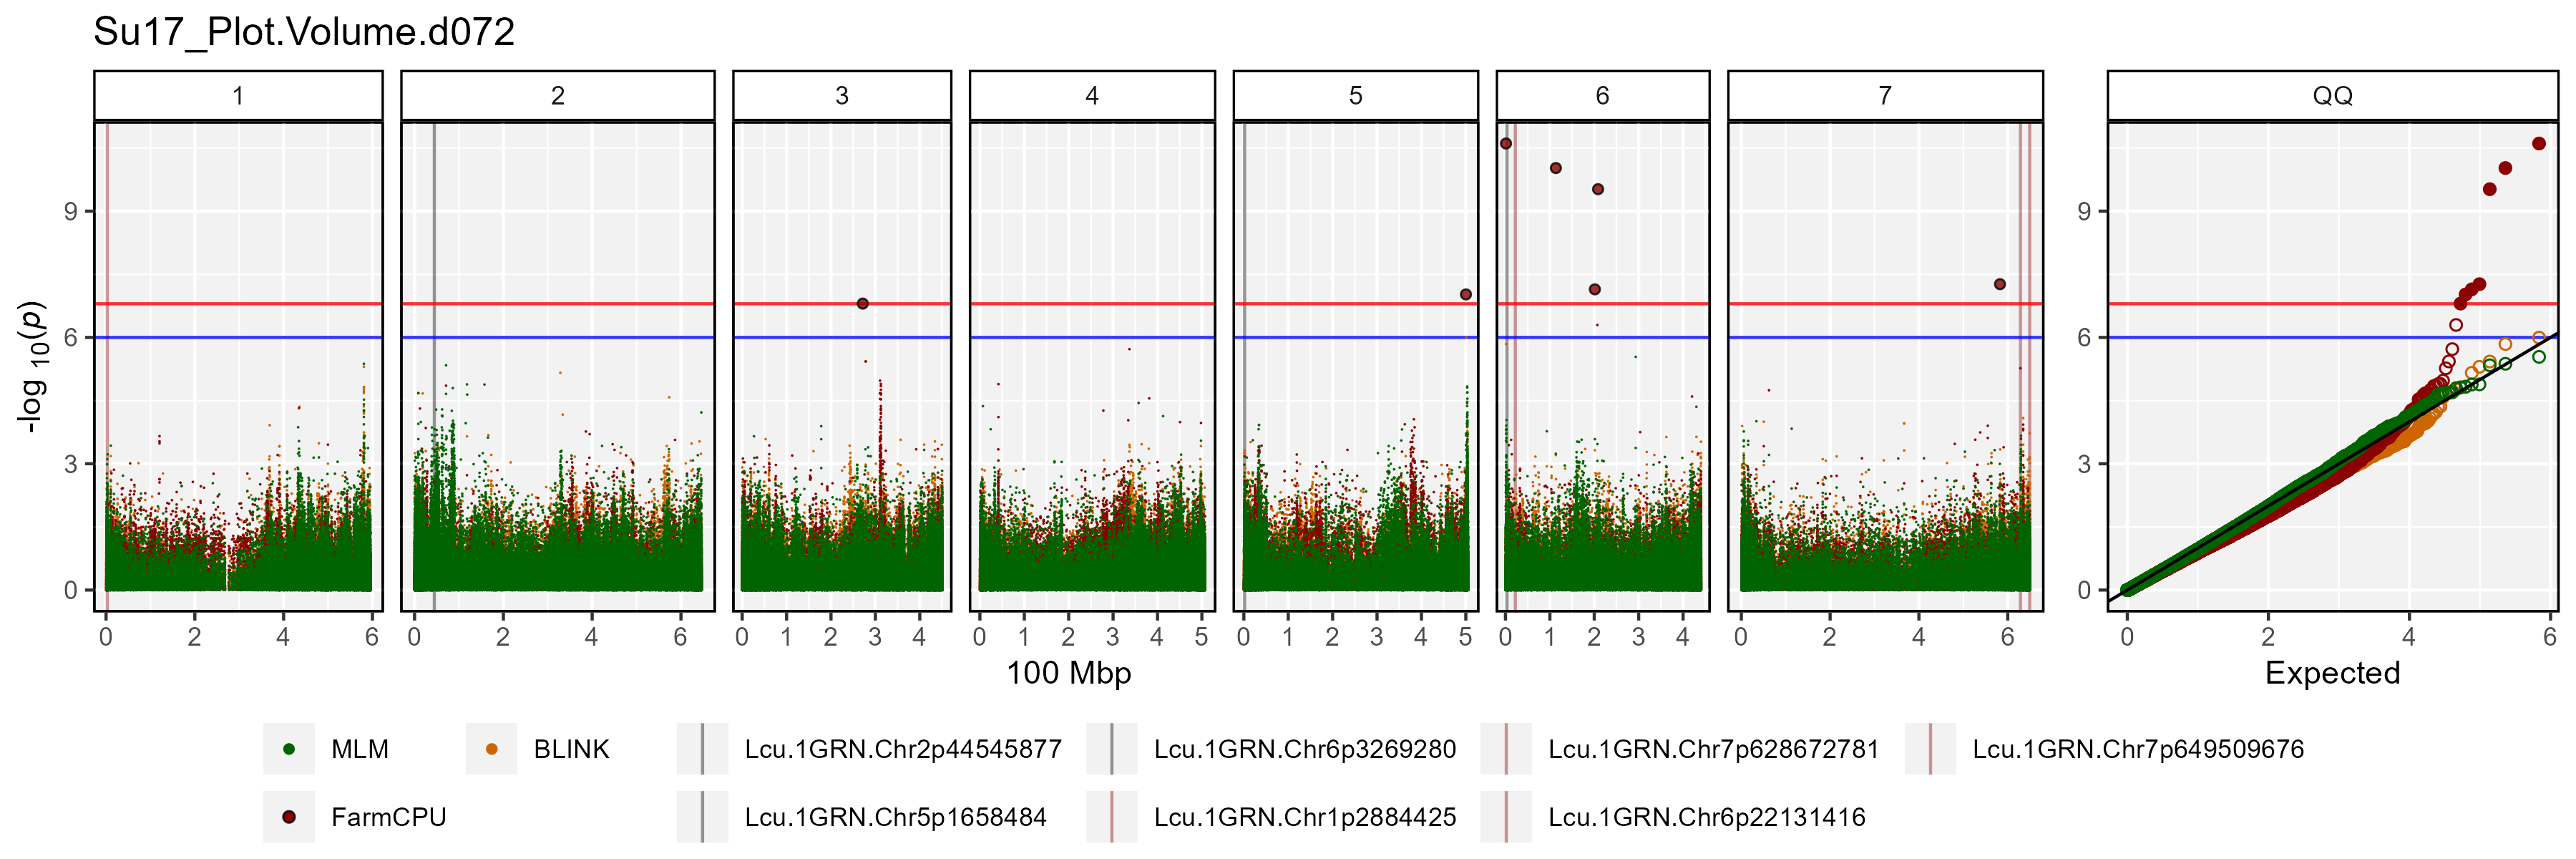 Su17_Plot.Volume.d072
1 2 3 4 5 6 7 QQ
-log 10(p)
9 6 3 0
9 6 3 0
0 2 4 6 0 2 4 6 0 1 2 3 4 0 1 2 3 4 5 0 1 2 3 4 5 0 1 2 3 4 0 2 4 6 0 2 4 6
100 Mbp Expected
MLM BLINK Lcu.1GRN.Chr2p44545877 Lcu.1GRN.Chr6p3269280 Lcu.1GRN.Chr7p628672781 Lcu.1GRN.Chr7p649509676
FarmCPU Lcu.1GRN.Chr5p1658484 Lcu.1GRN.Chr1p2884425 Lcu.1GRN.Chr6p22131416